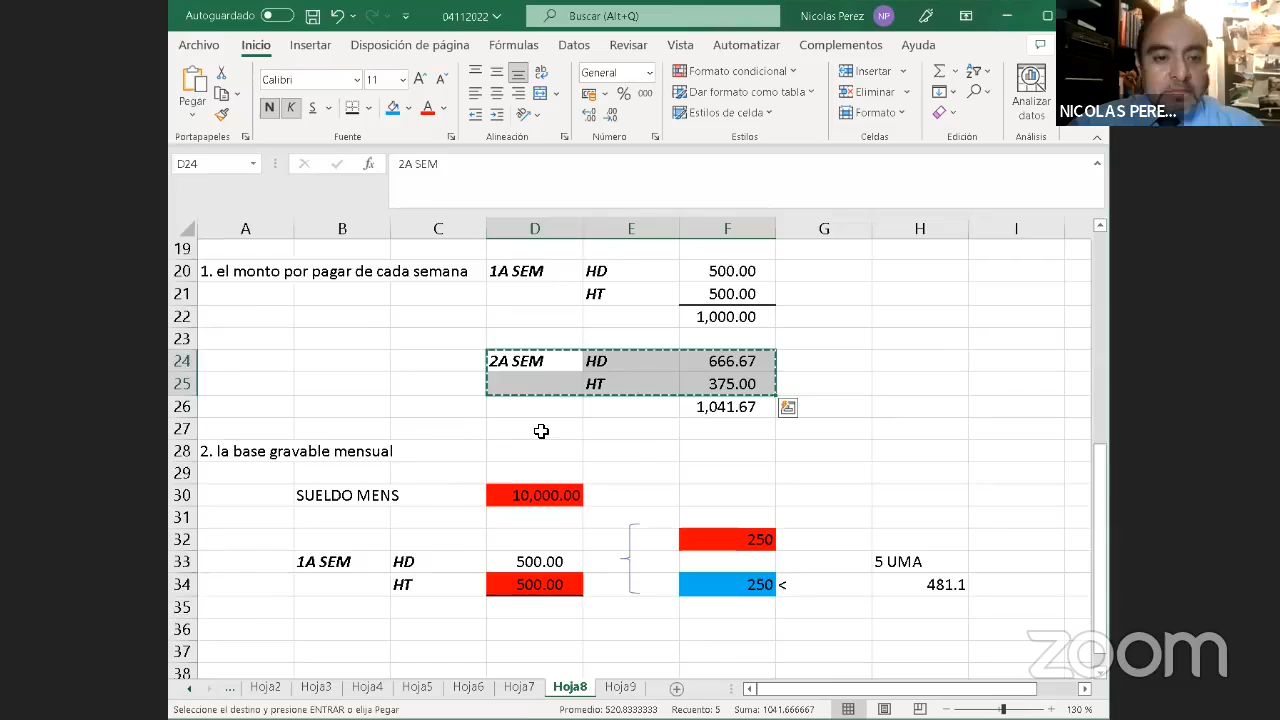 Autoguardado 04112022 Buscar (Alt+Q) Nicolas Perez NP
Archivo Inicio Insertar Disposición de página Fórmulas Datos Revisar Vista Automatizar Complementos Ayuda
Pegar
Portapapeles
Calibri 11
N K S
Fuente
Alineación
General
% 000
Número
Formato condicional
Dar formato como tabla
Estilos de celda
Estilos
Insertar
Eliminar
Formato
Celdas
Edición
Analizar
datos
Análisis
NICOLAS PERE...
D24 fx 2A SEM
A B C D E F G H I
19
20 1. el monto por pagar de cada semana 1A SEM HD 500.00
21 HT 500.00
22 1,000.00
23
24 2A SEM HD 666.67
25 HT 375.00
26 1,041.67
27
28 2. la base gravable mensual
29
30 SUELDO MENS 10,000.00
31
32 250
33 1A SEM HD 500.00 5 UMA
34 HT 500.00 250 < 481.1
35
36
37
38
zoom
... Hoja2 Hoja3 Hoja4 Hoja5 Hoja6 Hoja7 Hoja8 Hoja9
Seleccione el destino y presione ENTRAR o elija Pegar Promedio: 520.8333333 Recuento: 5 Suma: 1041.666667 130 %